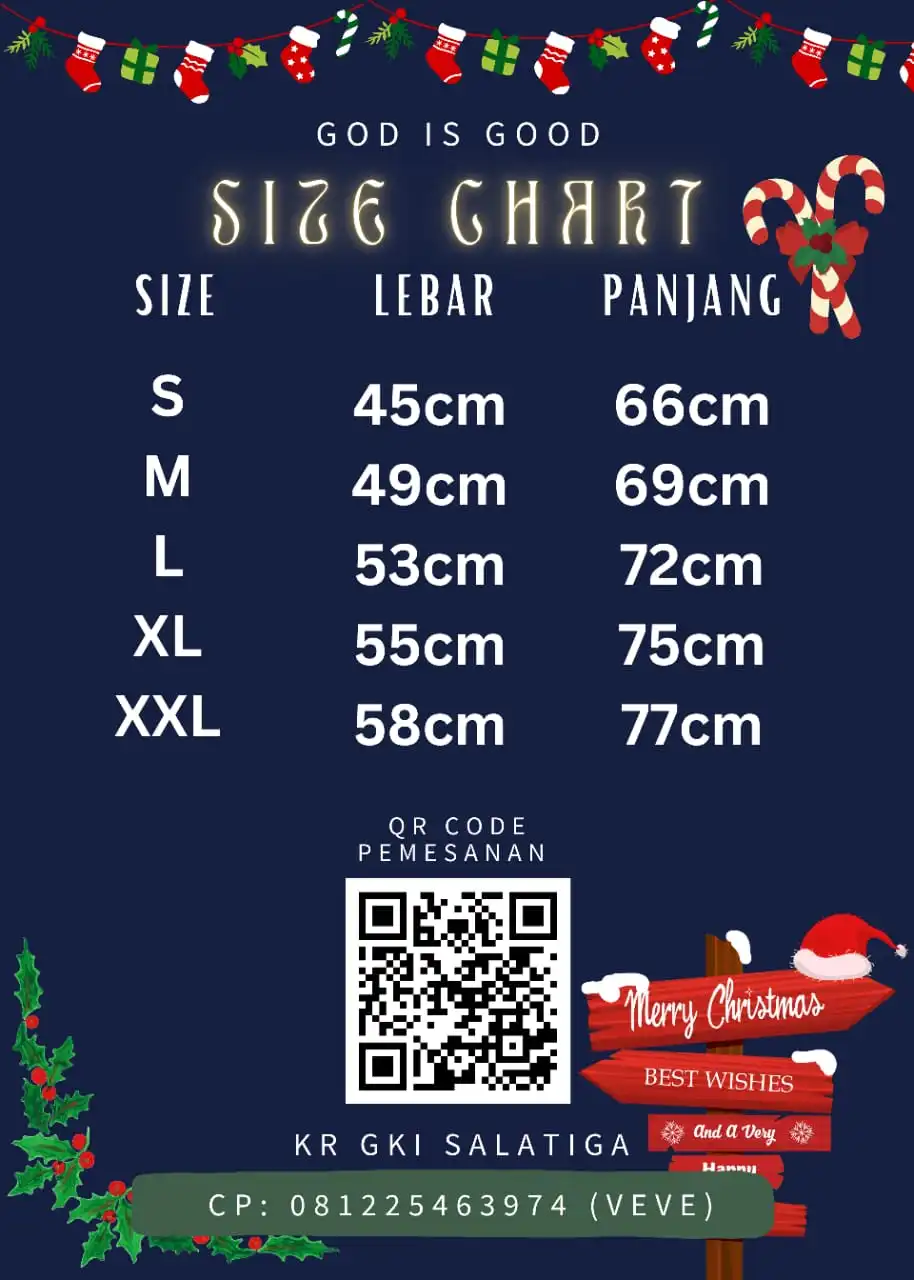 GOD IS GOOD
SIZE CHART
SIZE LEBAR PANJANG
S 45cm 66cm
M 49cm 69cm
L 53cm 72cm
XL 55cm 75cm
XXL 58cm 77cm
QR CODE
PEMESANAN
Merry Christmas
BEST WISHES
And A Very
Happy
KR GKI SALATIGA
CP: 081225463974 (VEVE)